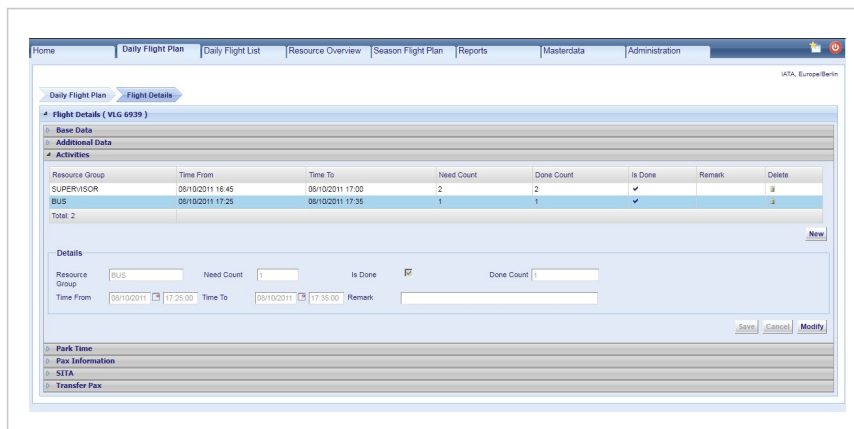 Home Daily Flight Plan Daily Flight List Resource Overview Season Flight Plan Reports Masterdata Administration
IATA, Europe/Berlin
Daily Flight Plan Flight Details
Flight Details ( VLG 6939 )
Base Data
Additional Data
Activities
Resource Group Time From Time To Need Count Done Count Is Done Remark Delete
SUPERVISOR 08/10/2011 16:45 08/10/2011 17:00 2 2
BUS 08/10/2011 17:25 08/10/2011 17:35 1 1
Total: 2
New
Details
Resource Group BUS Need Count 1 Is Done Done Count 1
Time From 08/10/2011 17:25:00 Time To 08/10/2011 17:35:00 Remark
Save Cancel Modify
Park Time
Pax Information
SITA
Transfer Pax